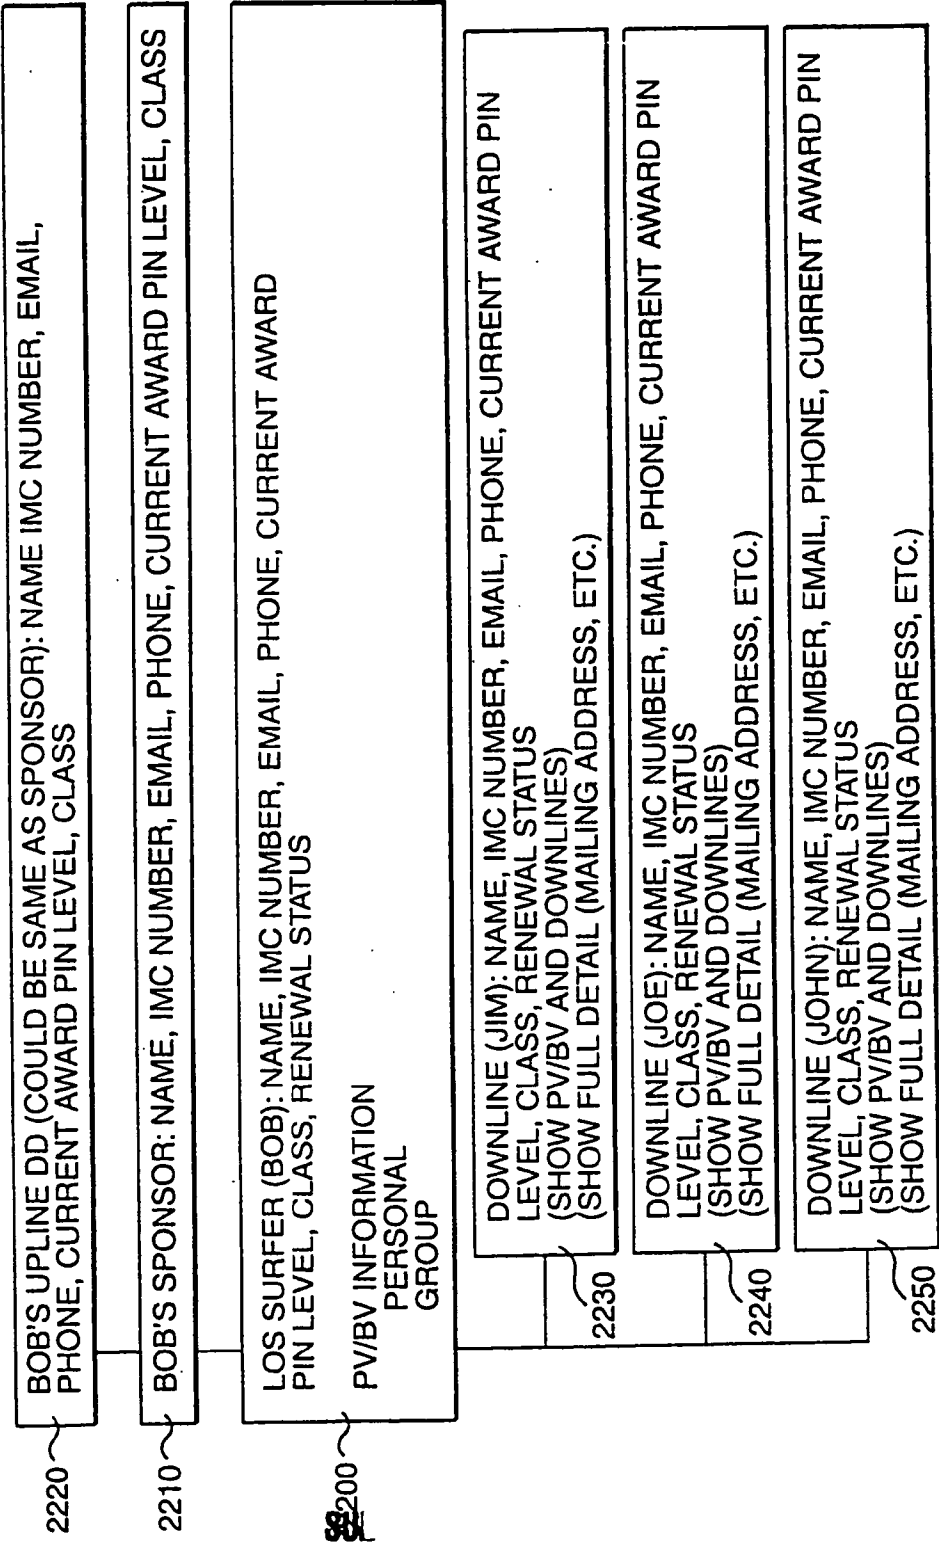 2220
BOB'S UPLINE DD (COULD BE SAME AS SPONSOR): NAME IMC NUMBER, EMAIL,
PHONE, CURRENT AWARD PIN LEVEL, CLASS
2210
BOB'S SPONSOR: NAME, IMC NUMBER, EMAIL, PHONE, CURRENT AWARD PIN LEVEL, CLASS
LOS SURFER (BOB): NAME, IMC NUMBER, EMAIL, PHONE, CURRENT AWARD
PIN LEVEL, CLASS, RENEWAL STATUS
PV/BV INFORMATION
PERSONAL
GROUP
DOWNLINE (JIM): NAME, IMC NUMBER, EMAIL, PHONE, CURRENT AWARD PIN
LEVEL, CLASS, RENEWAL STATUS
(SHOW PV/BV AND DOWNLINES)
(SHOW FULL DETAIL (MAILING ADDRESS, ETC.)
2230
DOWNLINE (JOE): NAME, IMC NUMBER, EMAIL, PHONE, CURRENT AWARD PIN
LEVEL, CLASS, RENEWAL STATUS
(SHOW PV/BV AND DOWNLINES)
(SHOW FULL DETAIL (MAILING ADDRESS, ETC.)
2240
DOWNLINE (JOHN): NAME, IMC NUMBER, EMAIL, PHONE, CURRENT AWARD PIN
LEVEL, CLASS, RENEWAL STATUS
(SHOW PV/BV AND DOWNLINES)
(SHOW FULL DETAIL (MAILING ADDRESS, ETC.)
2250